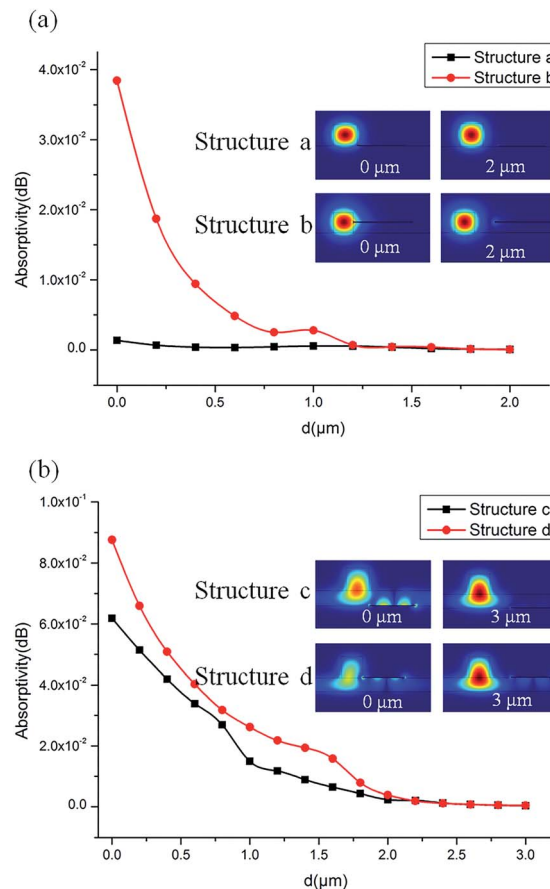 (a)
Structure a
Structure b
4.0x10⁻²
3.0x10⁻²
2.0x10⁻²
1.0x10⁻²
0.0
Absorptivity(dB)
Structure a
0 μm
2 μm
Structure b
0 μm
2 μm
0.0
0.5
1.0
1.5
2.0
d(μm)
(b)
Structure c
Structure d
1.0x10⁻¹
8.0x10⁻²
6.0x10⁻²
4.0x10⁻²
2.0x10⁻²
0.0
Absorptivity(dB)
Structure c
0 μm
3 μm
Structure d
0 μm
3 μm
0.0
0.5
1.0
1.5
2.0
2.5
3.0
d(μm)